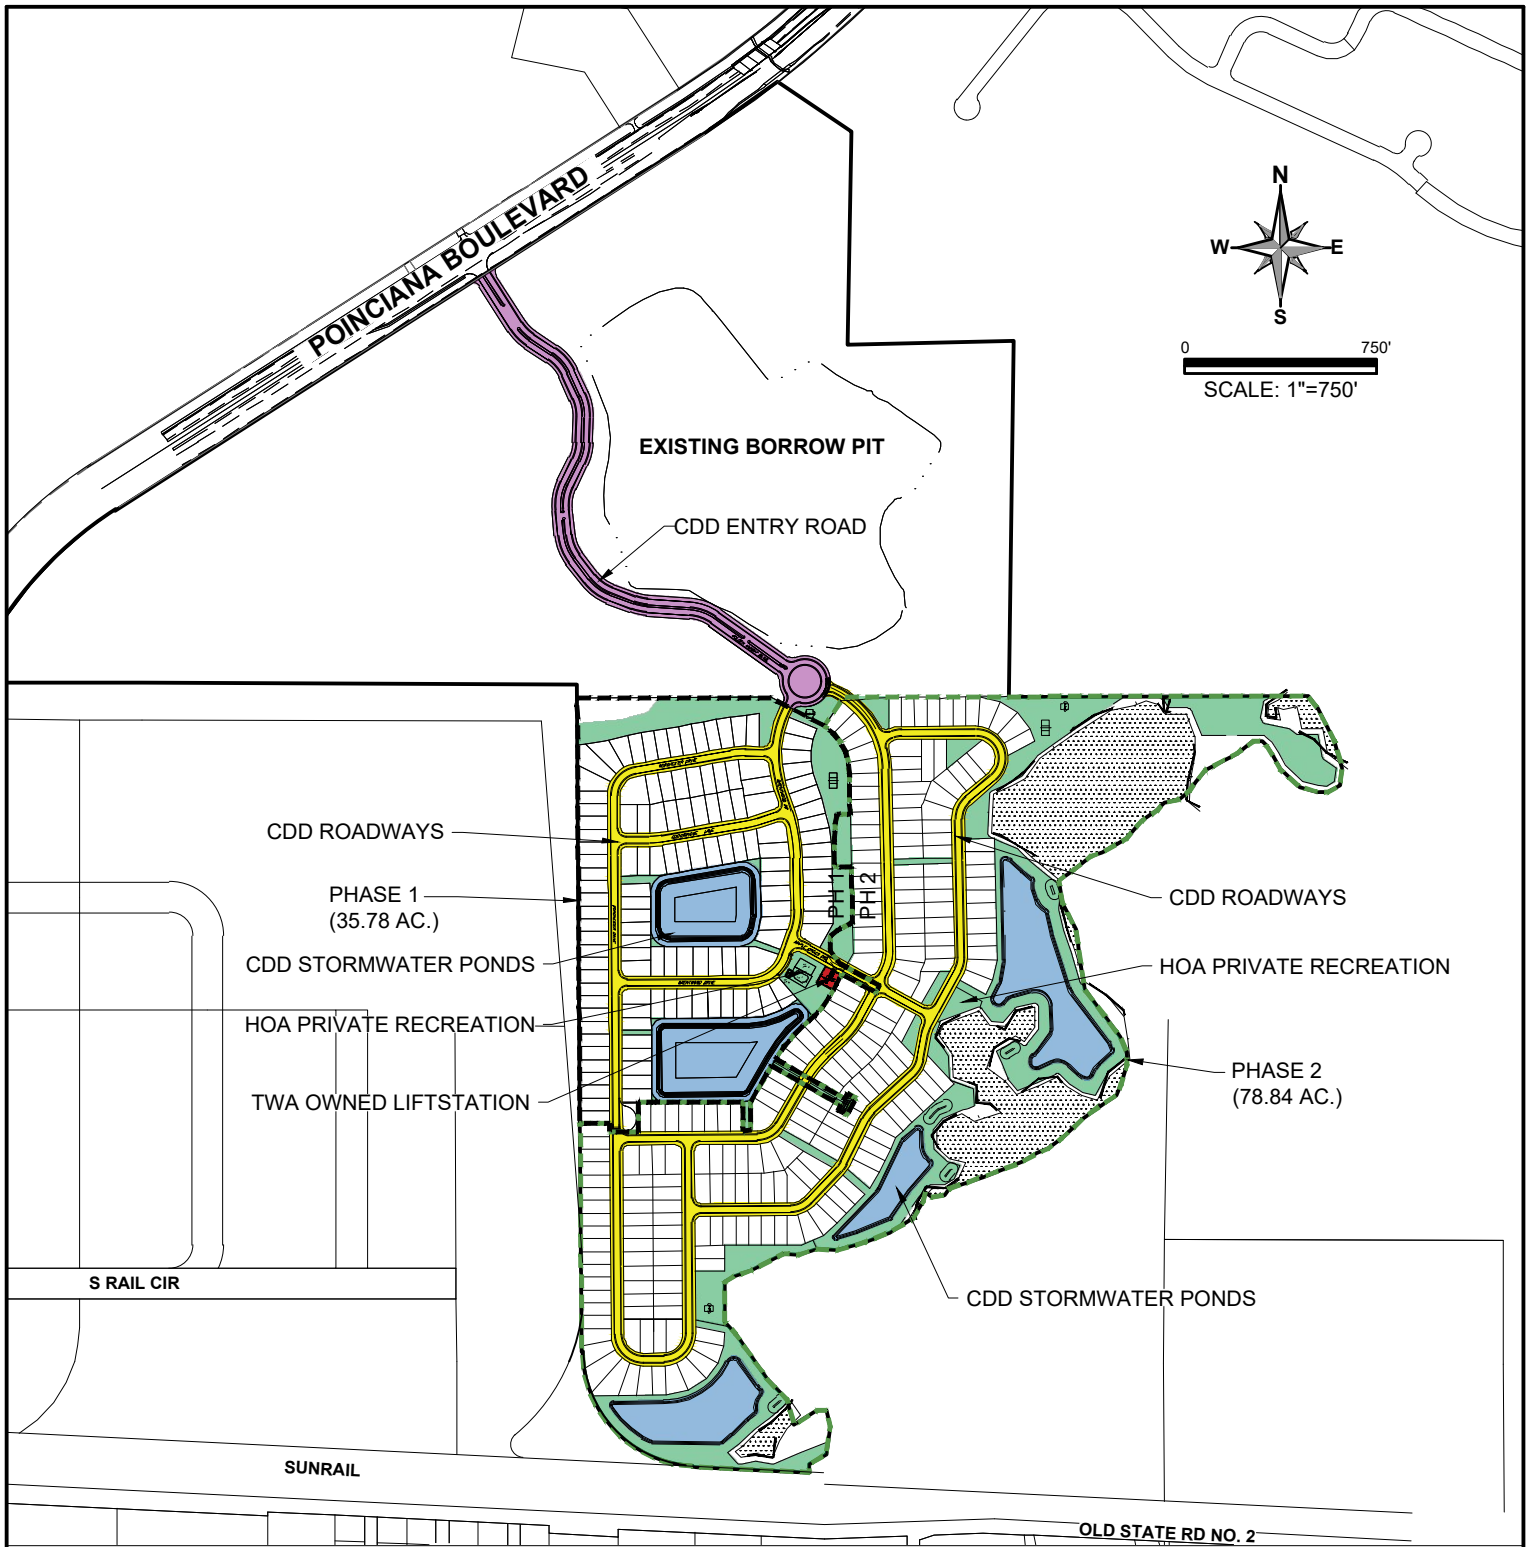 POINCIANA BOULEVARD
N
W
E
S
0
750'
SCALE: 1"=750'
EXISTING BORROW PIT
CDD ENTRY ROAD
CDD ROADWAYS
PHASE 1
(35.78 AC.)
PH 1
PH 2
CDD ROADWAYS
CDD STORMWATER PONDS
HOA PRIVATE RECREATION
HOA PRIVATE RECREATION
TWA OWNED LIFTSTATION
PHASE 2
(78.84 AC.)
S RAIL CIR
CDD STORMWATER PONDS
SUNRAIL
OLD STATE RD NO. 2